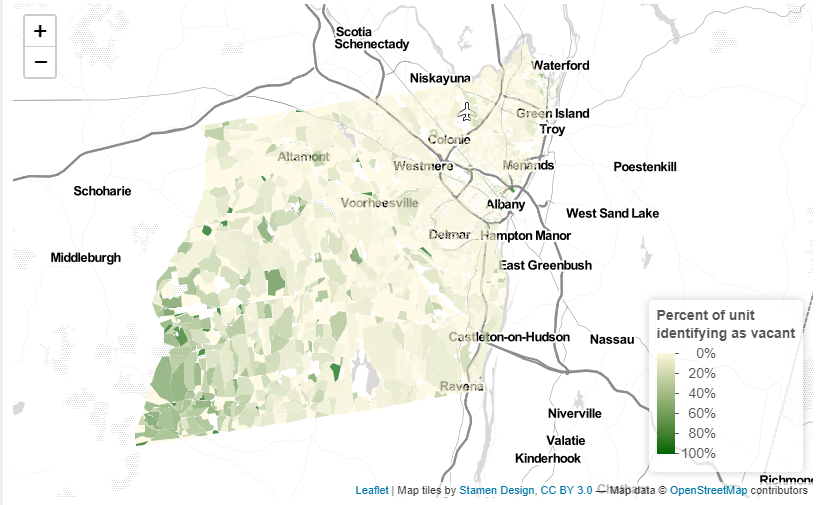 +
−
Scotia
Schenectady
Niskayuna
Waterford
Green Island
Troy
Colonie
Altamont
Westmere
Menands
Poestenkill
Schoharie
Voorheesville
Albany
West Sand Lake
Delmar
Hampton Manor
Middleburgh
East Greenbush
Castleton-on-Hudson
Nassau
Ravena
Niverville
Valatie
Kinderhook
Percent of unit
identifying as vacant
0%
20%
40%
60%
80%
100%
Richmond
Chatham
Leaflet | Map tiles by Stamen Design, CC BY 3.0 — Map data © OpenStreetMap contributors